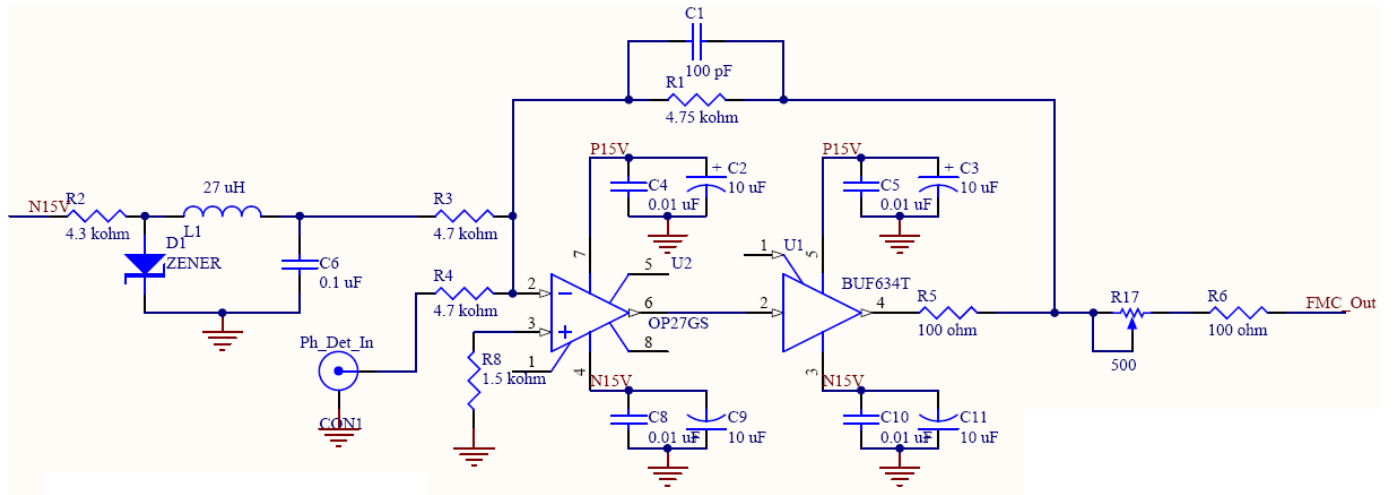 C1
100 pF
R1
4.75 kohm
P15V
C4
0.01 uF
+ C2
10 uF
P15V
C5
0.01 uF
+ C3
10 uF
N15V
R2
4.3 kohm
27 uH
L1
D1
ZENER
C6
0.1 uF
R3
4.7 kohm
R4
4.7 kohm
7
5
U2
2
3
6
OP27GS
8
1
4
1
U1
5
BUF634T
2
4
3
R5
100 ohm
R17
500
R6
100 ohm
FMC_Out
Ph_Det_In
CON1
R8
1.5 kohm
N15V
C8
0.01 uF
C9
10 uF
N15V
C10
0.01 uF
C11
10 uF